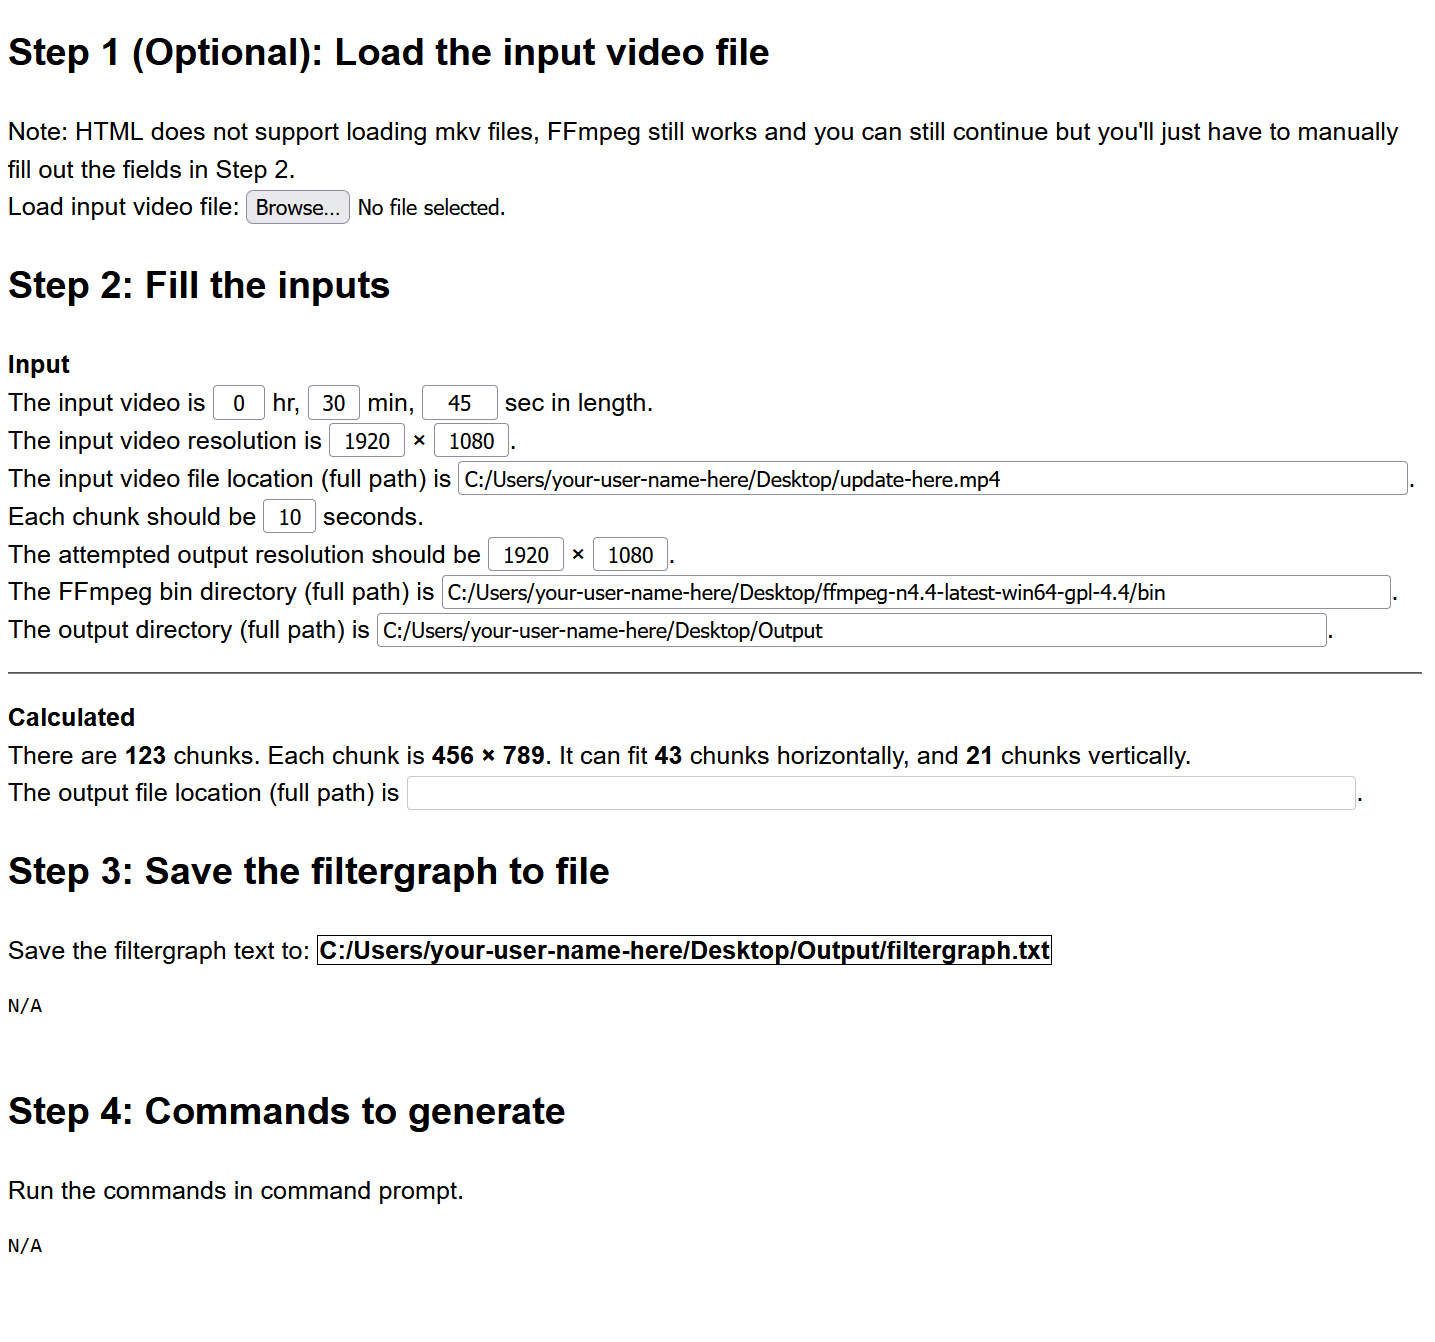 Step 1 (Optional): Load the input video file
Note: HTML does not support loading mkv files, FFmpeg still works and you can still continue but you'll just have to manually
fill out the fields in Step 2.
Load input video file: Browse... No file selected.
Step 2: Fill the inputs
Input
The input video is 0 hr, 30 min, 45 sec in length.
The input video resolution is 1920 × 1080.
The input video file location (full path) is C:/Users/your-user-name-here/Desktop/update-here.mp4.
Each chunk should be 10 seconds.
The attempted output resolution should be 1920 × 1080.
The FFmpeg bin directory (full path) is C:/Users/your-user-name-here/Desktop/ffmpeg-n4.4-latest-win64-gpl-4.4/bin.
The output directory (full path) is C:/Users/your-user-name-here/Desktop/Output.
Calculated
There are 123 chunks. Each chunk is 456 × 789. It can fit 43 chunks horizontally, and 21 chunks vertically.
The output file location (full path) is .
Step 3: Save the filtergraph to file
Save the filtergraph text to: C:/Users/your-user-name-here/Desktop/Output/filtergraph.txt
N/A
Step 4: Commands to generate
Run the commands in command prompt.
N/A